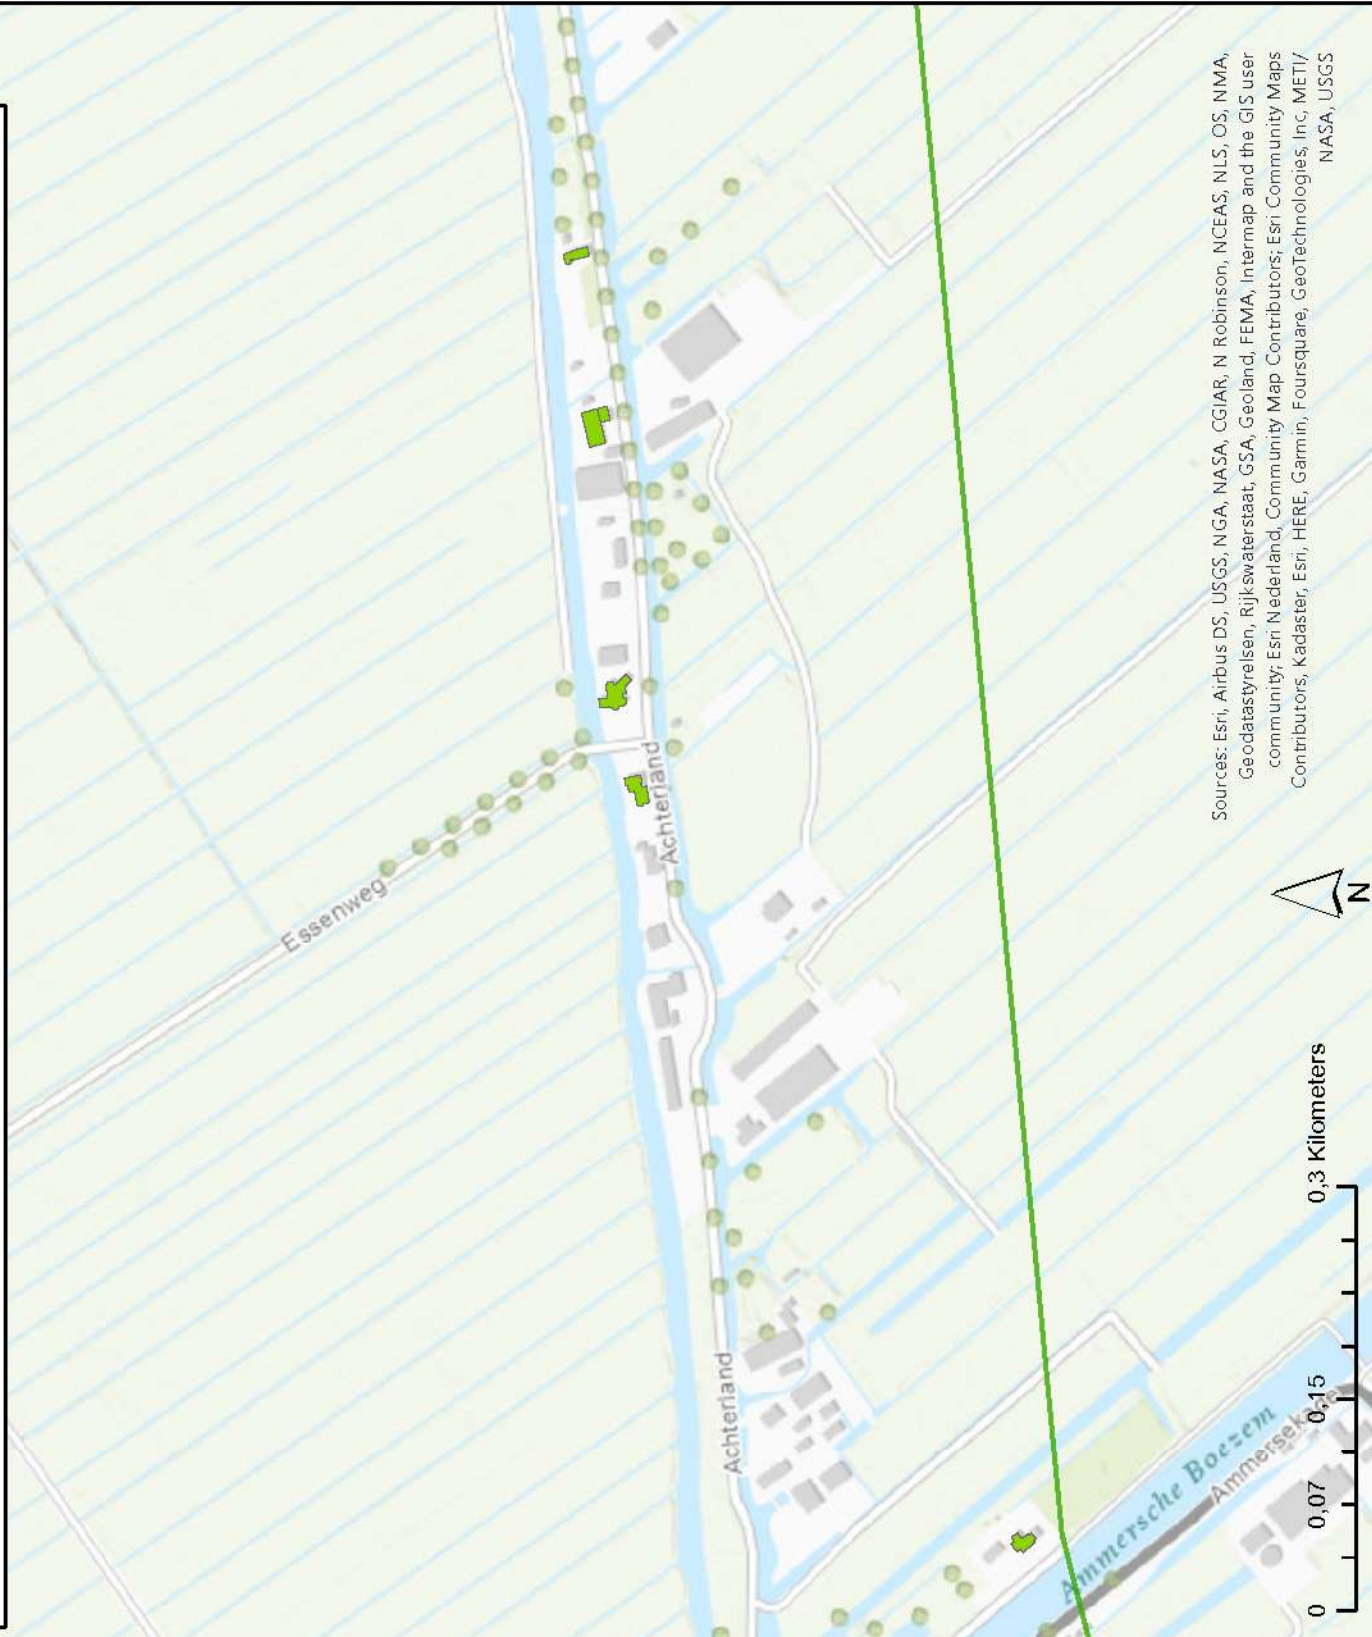 Essenweg
Achterland
Achterland
Ammersche Boezem
Ammersekade
Sources: Esri, Airbus DS, USGS, NGA, NASA, CGIAR, N Robinson, NCEAS, NLS, OS, NMA,
Geodatastyrelsen, Rijkswaterstaat, GSA, Geoland, FEMA, Intermap and the GIS user
community; Esri Nederland, Community Map Contributors; Esri Community Maps
Contributors, Kadaster, Esri, HERE, Garmin, Foursquare, GeoTechnologies, Inc, METI/
NASA, USGS
N
0 0,07 0,15 0,3 Kilometers